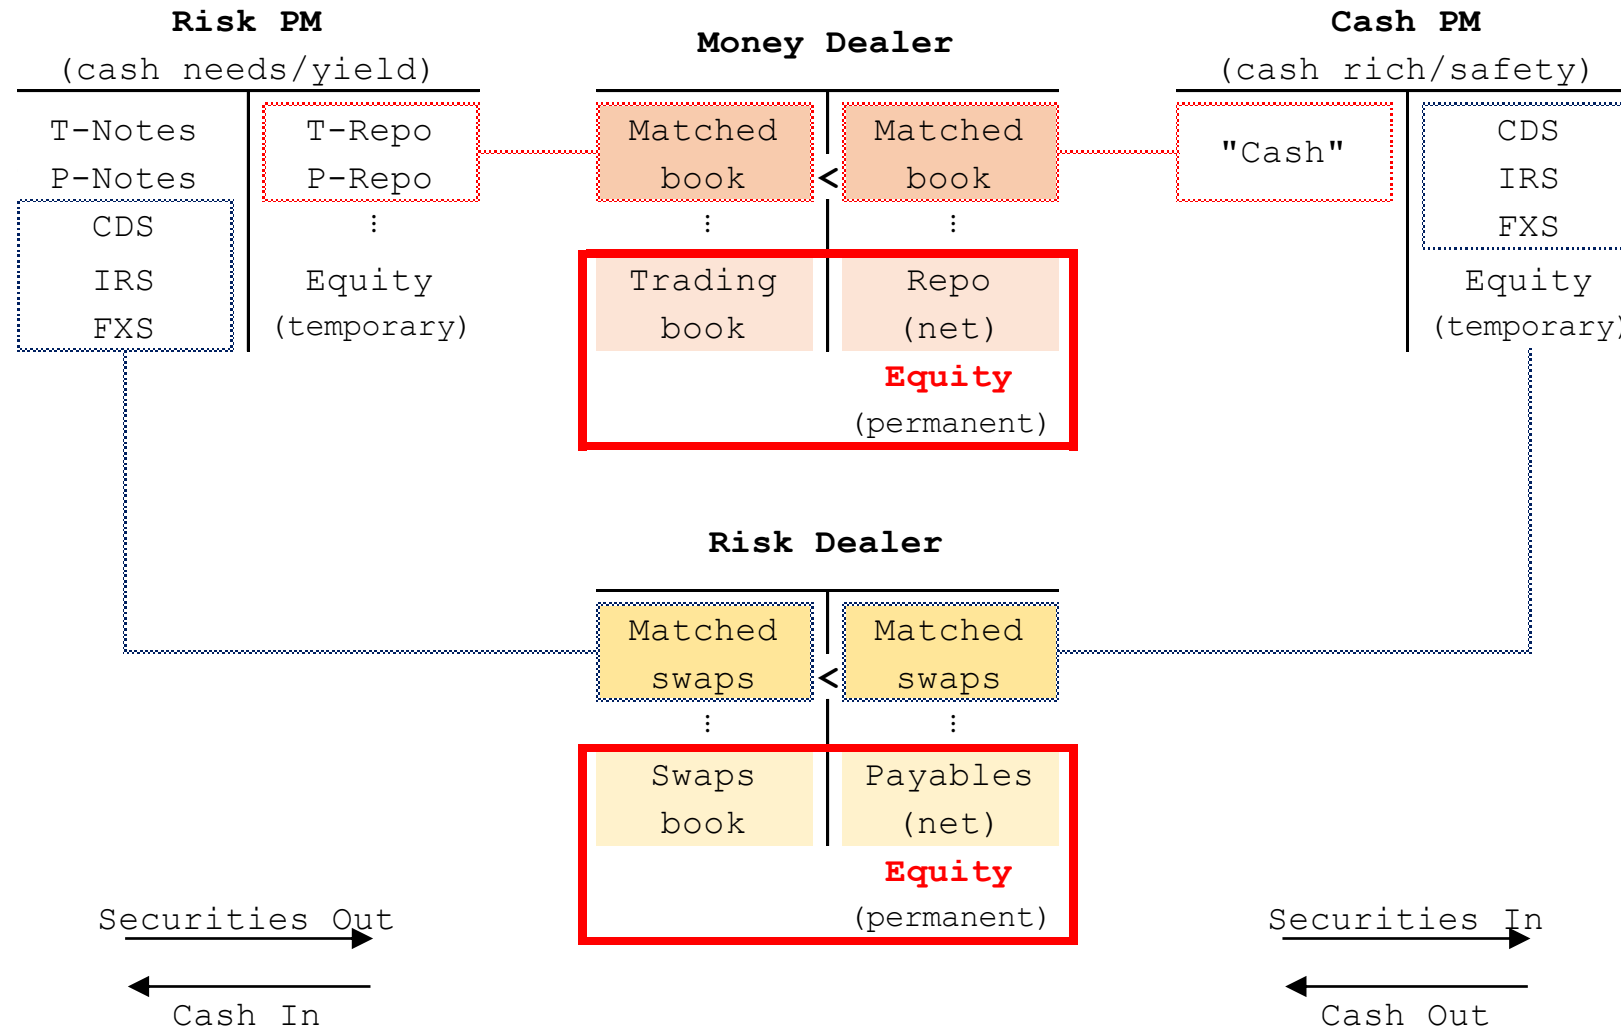 Risk PM
(cash needs/yield)
T-Notes
P-Notes
CDS
IRS
FXS
T-Repo
P-Repo
⋮
Equity
(temporary)
Money Dealer
Matched
book
⋮
Trading
book
<
Matched
book
⋮
Repo
(net)
Equity
(permanent)
Cash PM
(cash rich/safety)
"Cash"
CDS
IRS
FXS
Equity
(temporary)
Risk Dealer
Matched
swaps
⋮
Swaps
book
<
Matched
swaps
⋮
Payables
(net)
Equity
(permanent)
Securities Out
Cash In
Securities In
Cash Out